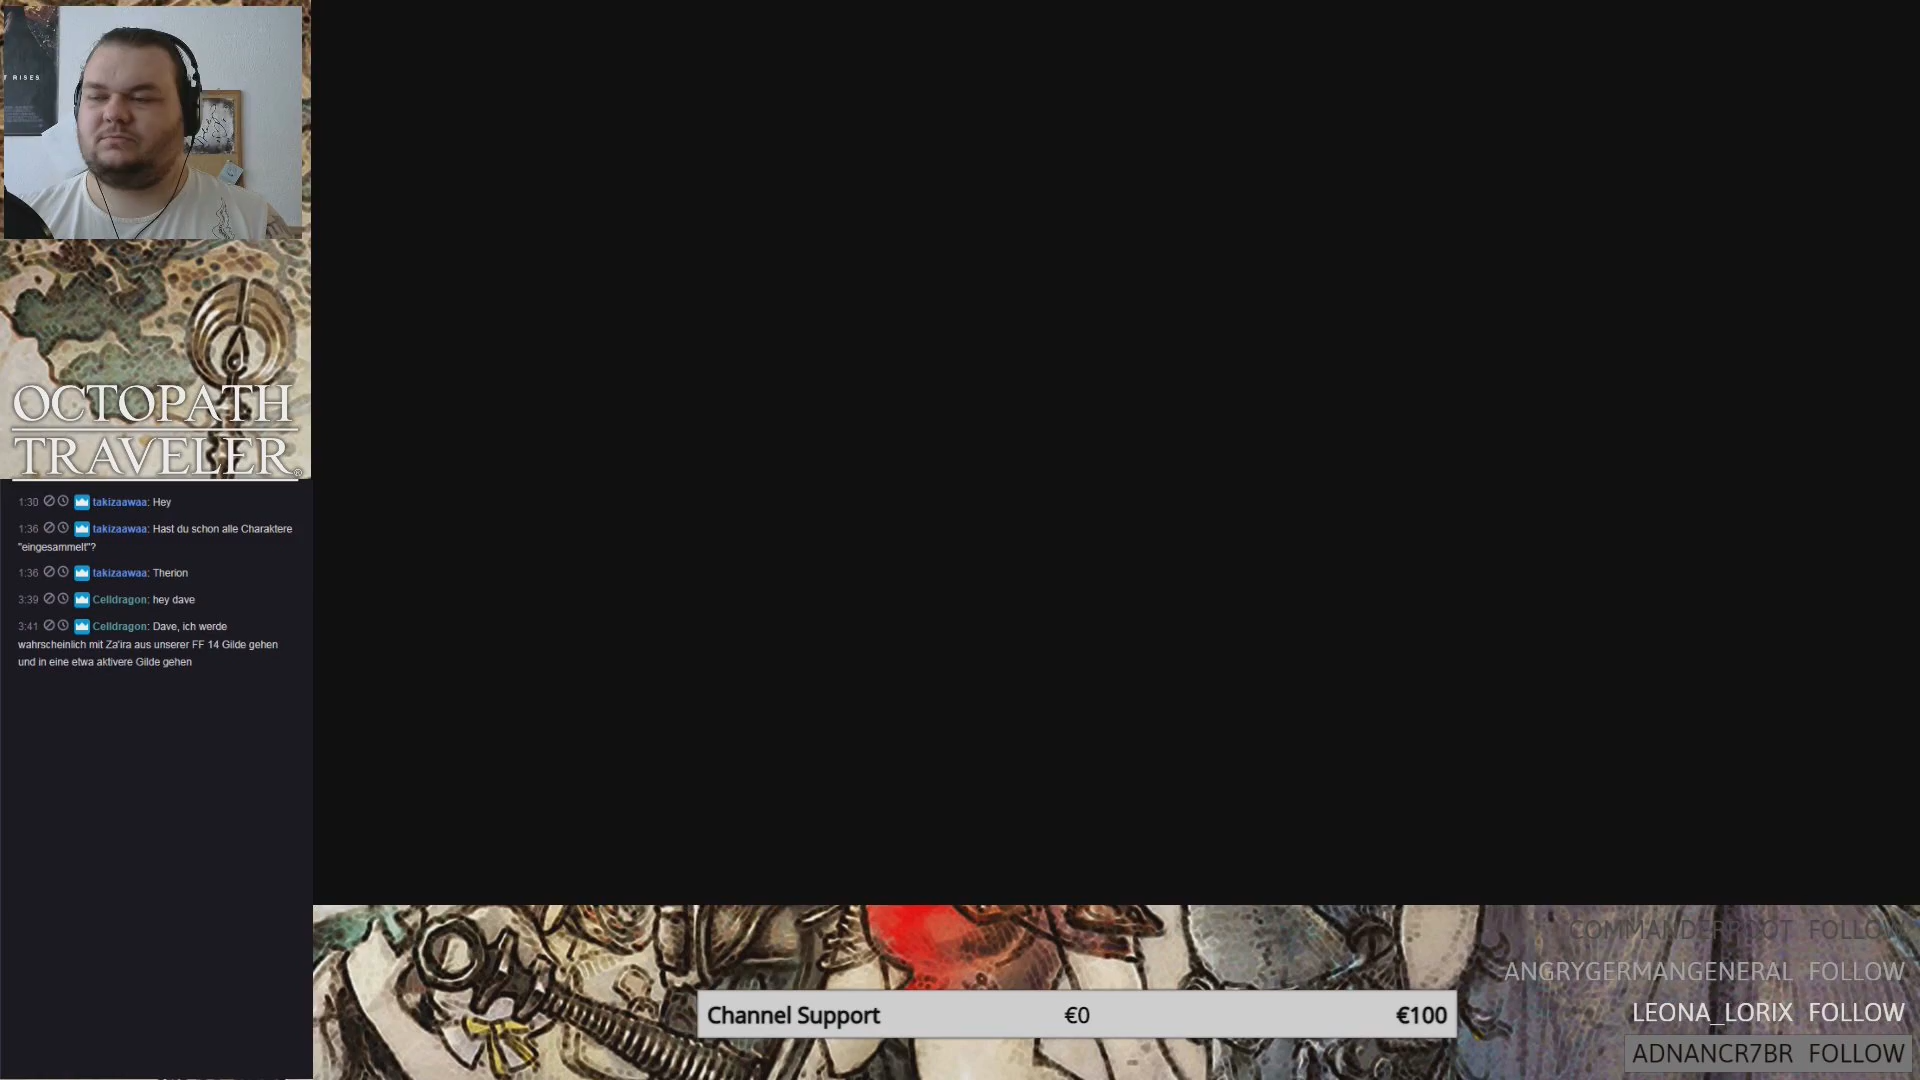 T RISES
OCTOPATH
TRAVELER
1:30 takizaawaa: Hey
1:36 takizaawaa: Hast du schon alle Charaktere
"eingesammelt"?
1:36 takizaawaa: Therion
3:39 Celldragon: hey dave
3:41 Celldragon: Dave, ich werde
wahrscheinlich mit Za'ira aus unserer FF 14 Gilde gehen
und in eine etwa aktivere Gilde gehen
COMMANDERROOT FOLLOW
ANGRYGERMANGENERAL FOLLOW
Channel Support €0 €100
LEONA_LORIX FOLLOW
ADNANCR7BR FOLLOW